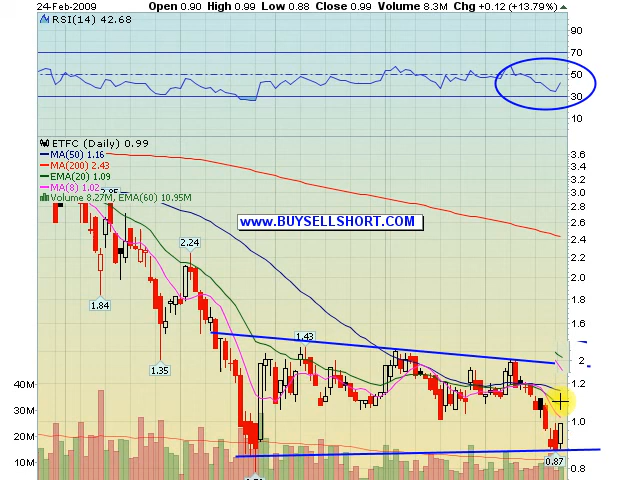 24-Feb-2009 Open 0.90 High 0.99 Low 0.88 Close 0.99 Volume 8.3M Chg +0.12 (+13.79%)
RSI(14) 42.68
90
70
50
30
10
ETFC (Daily) 0.99
MA(50) 1.16
MA(200) 2.43
EMA(20) 1.09
MA(8) 1.02
Volume 8.27M, EMA(60) 10.95M
www.BUYSELLSHORT.COM
2.24
1.84
1.35
1.43
0.87
3.6
3.4
3.2
3.0
2.8
2.6
2.4
2.2
2.0
1.8
1.6
1.2
1.0
0.8
40M
30M
20M
10M